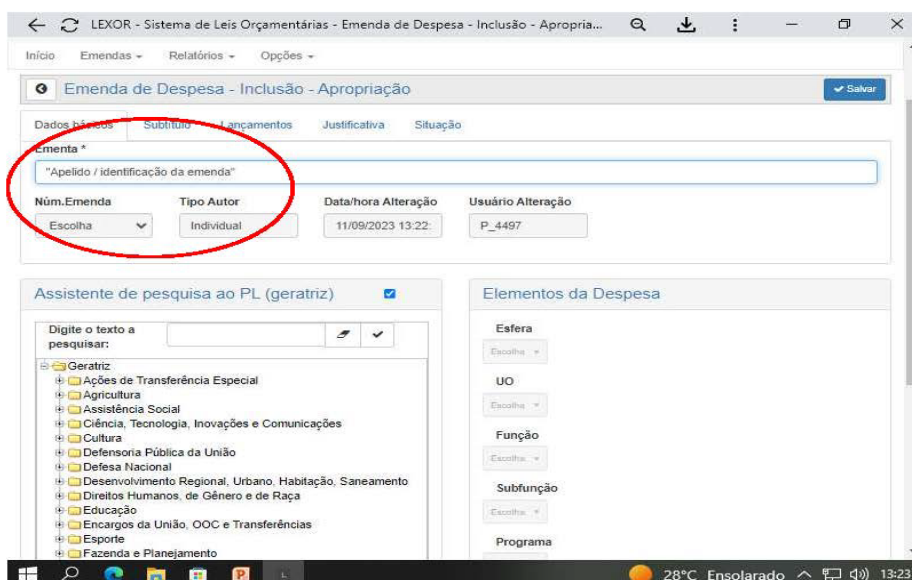 LEXOR - Sistema de Leis Orçamentárias - Emenda de Despesa - Inclusão - Apropria...
Início Emendas Relatórios Opções
Emenda de Despesa - Inclusão - Apropriação Salvar
Dados básicos Subtítulo Lançamentos Justificativa Situação
Ementa *
"Apelido / identificação da emenda"
Núm.Emenda Tipo Autor Data/hora Alteração Usuário Alteração
Escolha Individual 11/09/2023 13:22: P_4497
Assistente de pesquisa ao PL (geratriz)
Digite o texto a
pesquisar:
Geratriz
Ações de Transferência Especial
Agricultura
Assistência Social
Ciência, Tecnologia, Inovações e Comunicações
Cultura
Defensoria Pública da União
Defesa Nacional
Desenvolvimento Regional, Urbano, Habitação, Saneamento
Direitos Humanos, de Gênero e de Raça
Educação
Encargos da União, OOC e Transferências
Esporte
Fazenda e Planejamento
Elementos da Despesa
Esfera
Escolha
UO
Escolha
Função
Escolha
Subfunção
Escolha
Programa
28°C Ensolarado 13:23